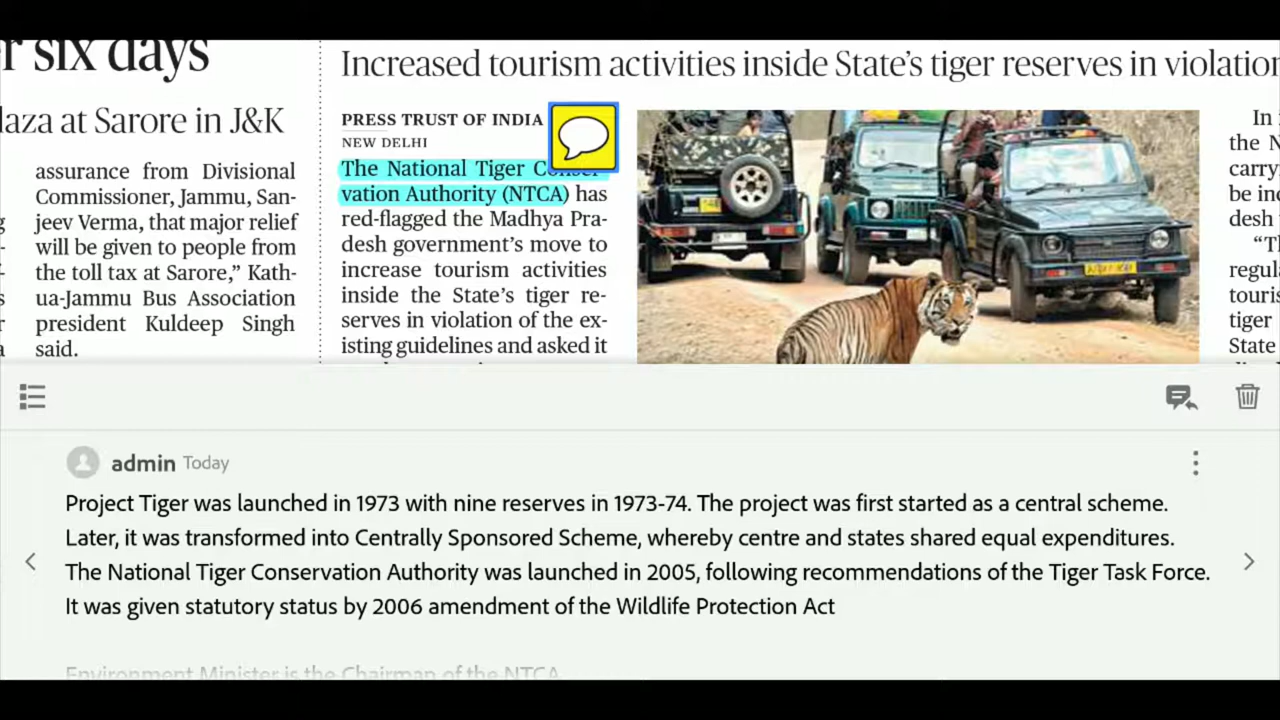 r six days
laza at Sarore in J&K
assurance from Divisional
Commissioner, Jammu, San-
jeev Verma, that major relief
will be given to people from
the toll tax at Sarore,” Kath-
ua-Jammu Bus Association
president Kuldeep Singh
said.
Increased tourism activities inside State’s tiger reserves in violation
PRESS TRUST OF INDIA
NEW DELHI
The National Tiger Conser-
vation Authority (NTCA) has
red-flagged the Madhya Pra-
desh government’s move to
increase tourism activities
inside the State’s tiger re-
serves in violation of the ex-
isting guidelines and asked it
In
the N
carry
be in
desh
“T
regul
touris
tiger
State
admin Today
Project Tiger was launched in 1973 with nine reserves in 1973-74. The project was first started as a central scheme.
Later, it was transformed into Centrally Sponsored Scheme, whereby centre and states shared equal expenditures.
The National Tiger Conservation Authority was launched in 2005, following recommendations of the Tiger Task Force.
It was given statutory status by 2006 amendment of the Wildlife Protection Act
Environment Minister is the Chairman of the NTCA